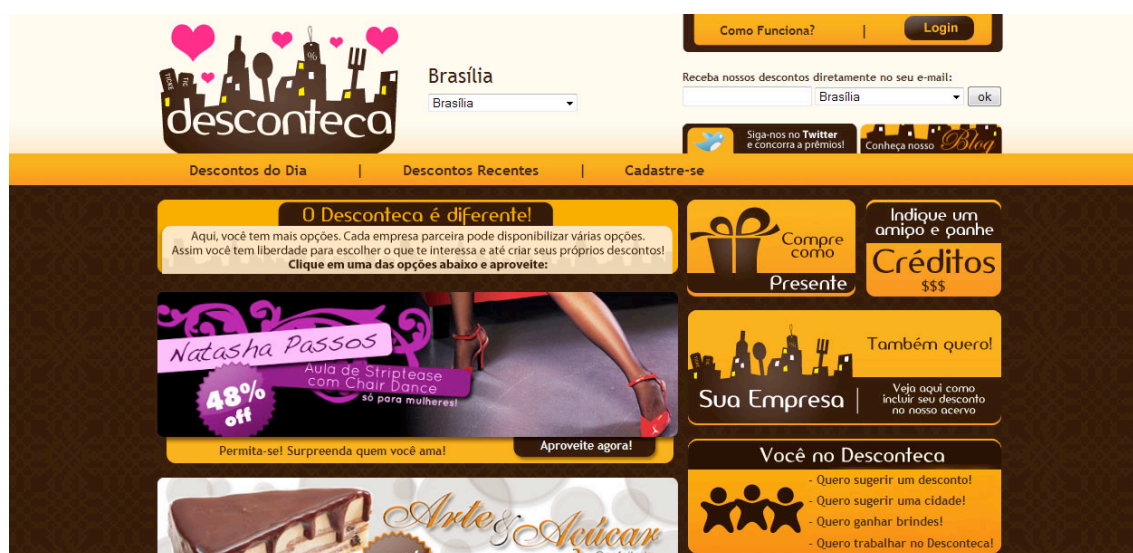 Como Funciona?
|
Login
TICKE
TIC
%
desconteca
Brasília
Brasília
Receba nossos descontos diretamente no seu e-mail:
Brasília
ok
Siga-nos no Twitter
e concorra a prêmios!
Conheça nosso Blog
Descontos do Dia | Descontos Recentes | Cadastre-se
O Desconteca é diferente!
Aqui, você tem mais opções. Cada empresa parceira pode disponibilizar várias opções.
Assim você tem liberdade para escolher o que te interessa e até criar seus próprios descontos!
Clique em uma das opções abaixo e aproveite:
Compre
como
Presente
Indique um
amigo e ganhe
Créditos
$$$
Natasha Passos
Aula de Striptease
com Chair Dance
só para mulheres!
48%
off
Permita-se! Surpreenda quem você ama!
Aproveite agora!
Também quero!
Sua Empresa |
Veja aqui como
incluir seu desconto
no nosso acervo
Você no Desconteca
- Quero sugerir um desconto!
- Quero sugerir uma cidade!
- Quero ganhar brindes!
- Quero trabalhar no Desconteca!
Arte & Açúcar